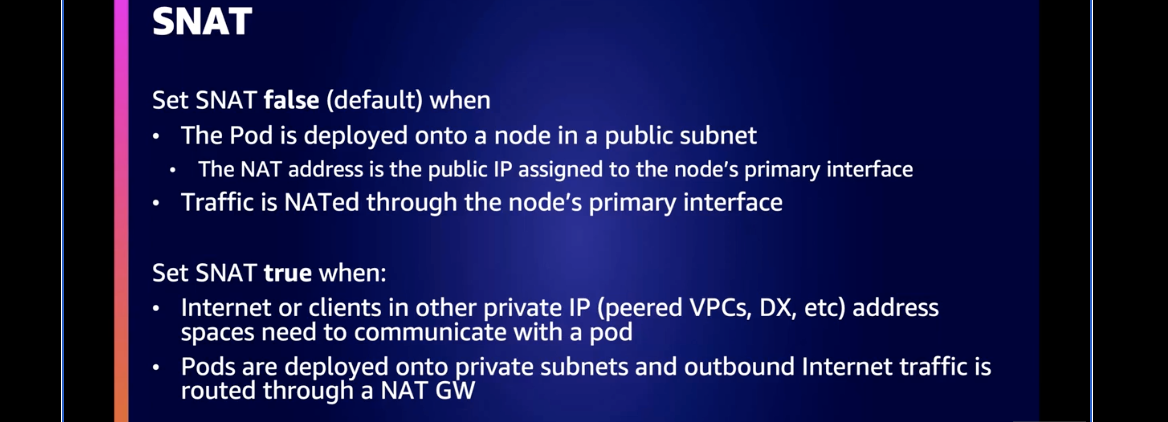 SNAT
Set SNAT false (default) when
• The Pod is deployed onto a node in a public subnet
• The NAT address is the public IP assigned to the node's primary interface
• Traffic is NATed through the node's primary interface
Set SNAT true when:
• Internet or clients in other private IP (peered VPCs, DX, etc) address
spaces need to communicate with a pod
• Pods are deployed onto private subnets and outbound Internet traffic is
routed through a NAT GW